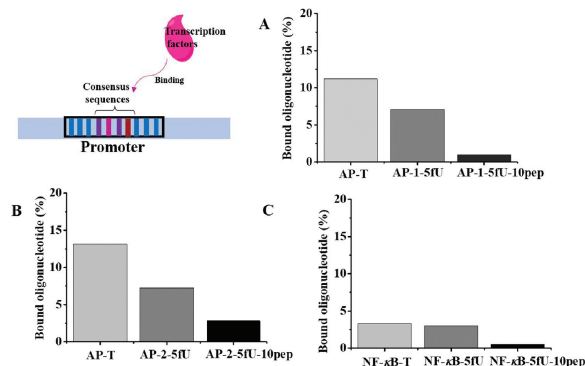 Transcription
factors
Binding
Consensus
sequences
Promoter
A
Bound oligonucleotide (%)
20
15
10
5
0
AP-T AP-1-5fU AP-1-5fU-10pep
B
Bound oligonucleotide (%)
20
15
10
5
0
AP-T AP-2-5fU AP-2-5fU-10pep
C
Bound oligonucleotide (%)
20
15
10
5
0
NF-κB-T NF-κB-5fU NF-κB-5fU-10pep